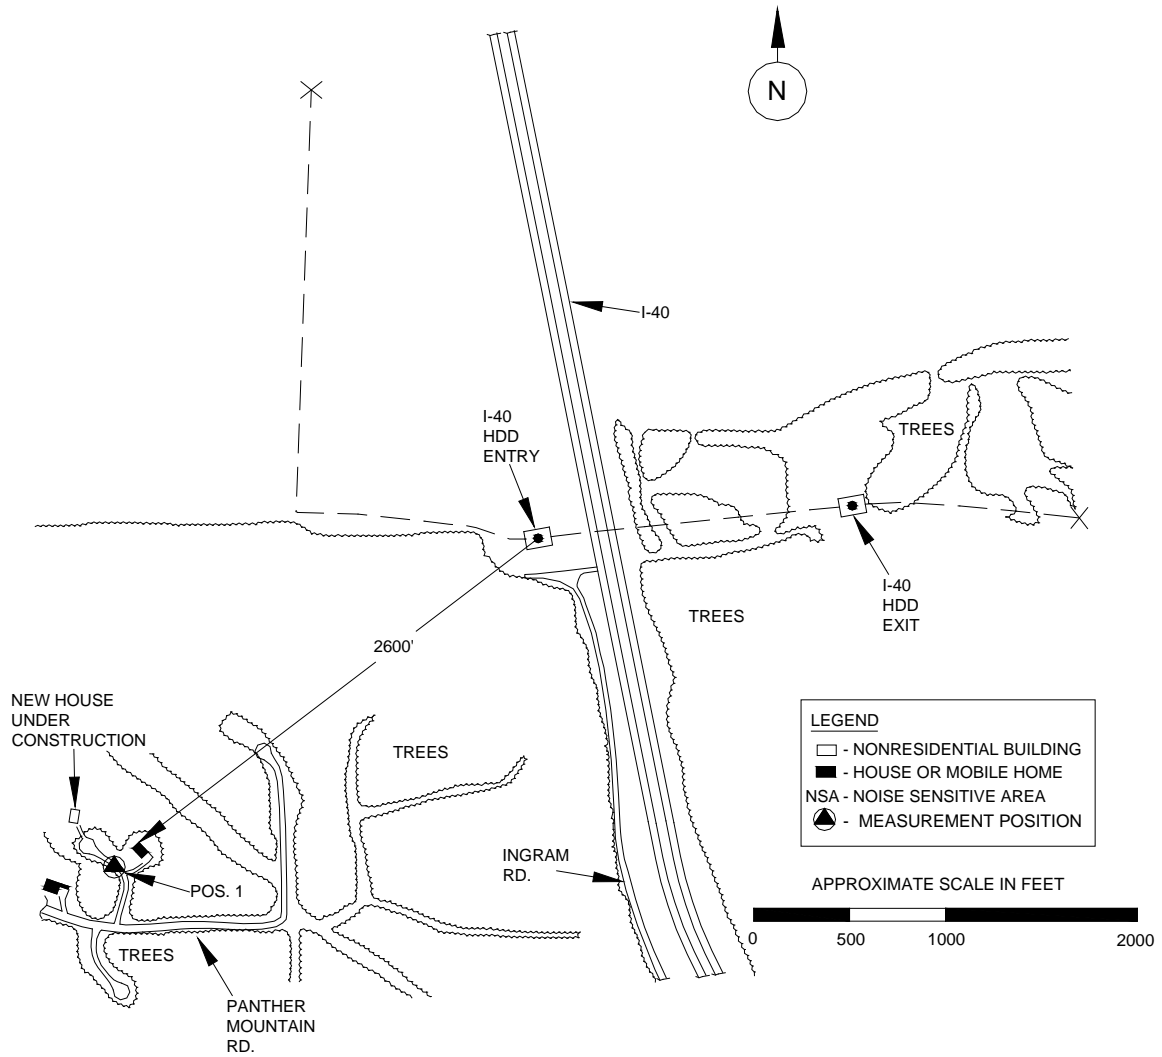 N
I-40
I-40
HDD
ENTRY
TREES
I-40
HDD
EXIT
TREES
2600'
NEW HOUSE
UNDER
CONSTRUCTION
TREES
LEGEND
- NONRESIDENTIAL BUILDING
- HOUSE OR MOBILE HOME
NSA - NOISE SENSITIVE AREA
- MEASUREMENT POSITION
INGRAM
RD.
POS. 1
APPROXIMATE SCALE IN FEET
0 500 1000 2000
TREES
PANTHER
MOUNTAIN
RD.